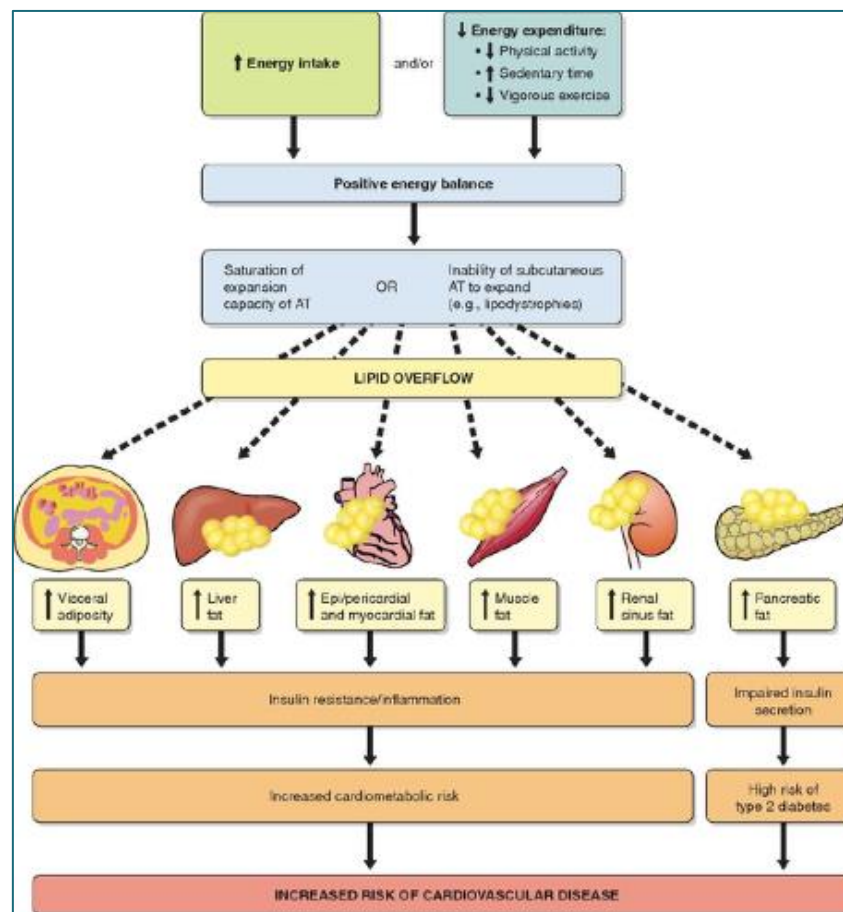 ↑ Energy intake
and/or
↓ Energy expenditure:
• ↓ Physical activity
• ↑ Sedentary time
• ↓ Vigorous exercise
Positive energy balance
Saturation of
expansion
capacity of AT
OR
Inability of subcutaneous
AT to expand
(e.g., lipodystrophies)
LIPID OVERFLOW
↑ Visceral
adiposity
↑ Liver
fat
↑ Epi/pericardial
and myocardial fat
↑ Muscle
fat
↑ Renal
sinus fat
↑ Pancreatic
fat
Insulin resistance/inflammation
Impaired insulin
secretion
Increased cardiometabolic risk
High risk of
type 2 diabetes
INCREASED RISK OF CARDIOVASCULAR DISEASE